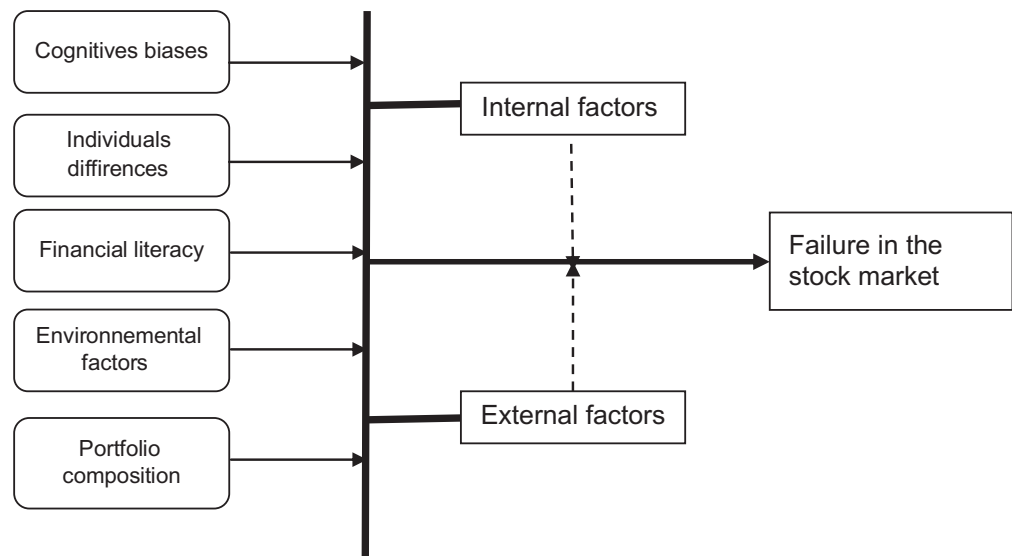 Cognitives biases
Individuals
diffirences
Financial literacy
Environnemental
factors
Portfolio
composition
Internal factors
External factors
Failure in the
stock market